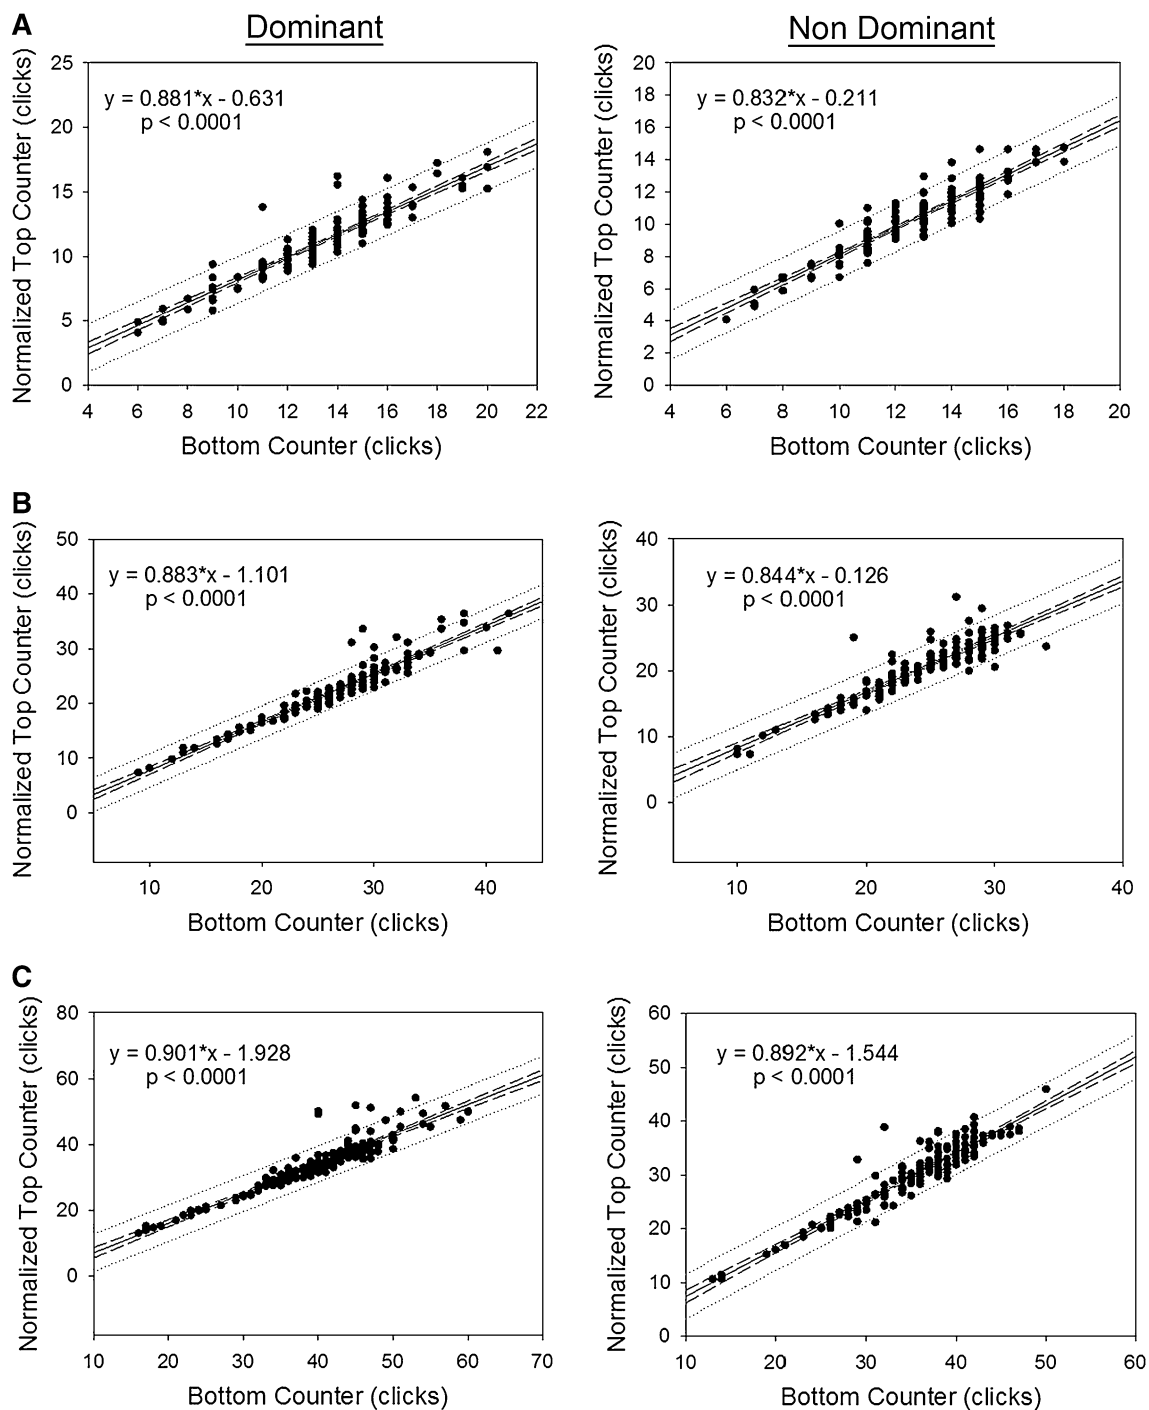 A
Dominant
Non Dominant
Normalized Top Counter (clicks)
25
20
15
10
5
0
y = 0.881*x - 0.631
p < 0.0001
4 6 8 10 12 14 16 18 20 22
Bottom Counter (clicks)
Normalized Top Counter (clicks)
20
18
16
14
12
10
8
6
4
2
0
y = 0.832*x - 0.211
p < 0.0001
4 6 8 10 12 14 16 18 20
Bottom Counter (clicks)
B
Normalized Top Counter (clicks)
50
40
30
20
10
0
y = 0.883*x - 1.101
p < 0.0001
10 20 30 40
Bottom Counter (clicks)
Normalized Top Counter (clicks)
40
30
20
10
0
y = 0.844*x - 0.126
p < 0.0001
10 20 30 40
Bottom Counter (clicks)
C
Normalized Top Counter (clicks)
80
60
40
20
0
y = 0.901*x - 1.928
p < 0.0001
10 20 30 40 50 60 70
Bottom Counter (clicks)
Normalized Top Counter (clicks)
60
50
40
30
20
10
0
y = 0.892*x - 1.544
p < 0.0001
10 20 30 40 50 60
Bottom Counter (clicks)